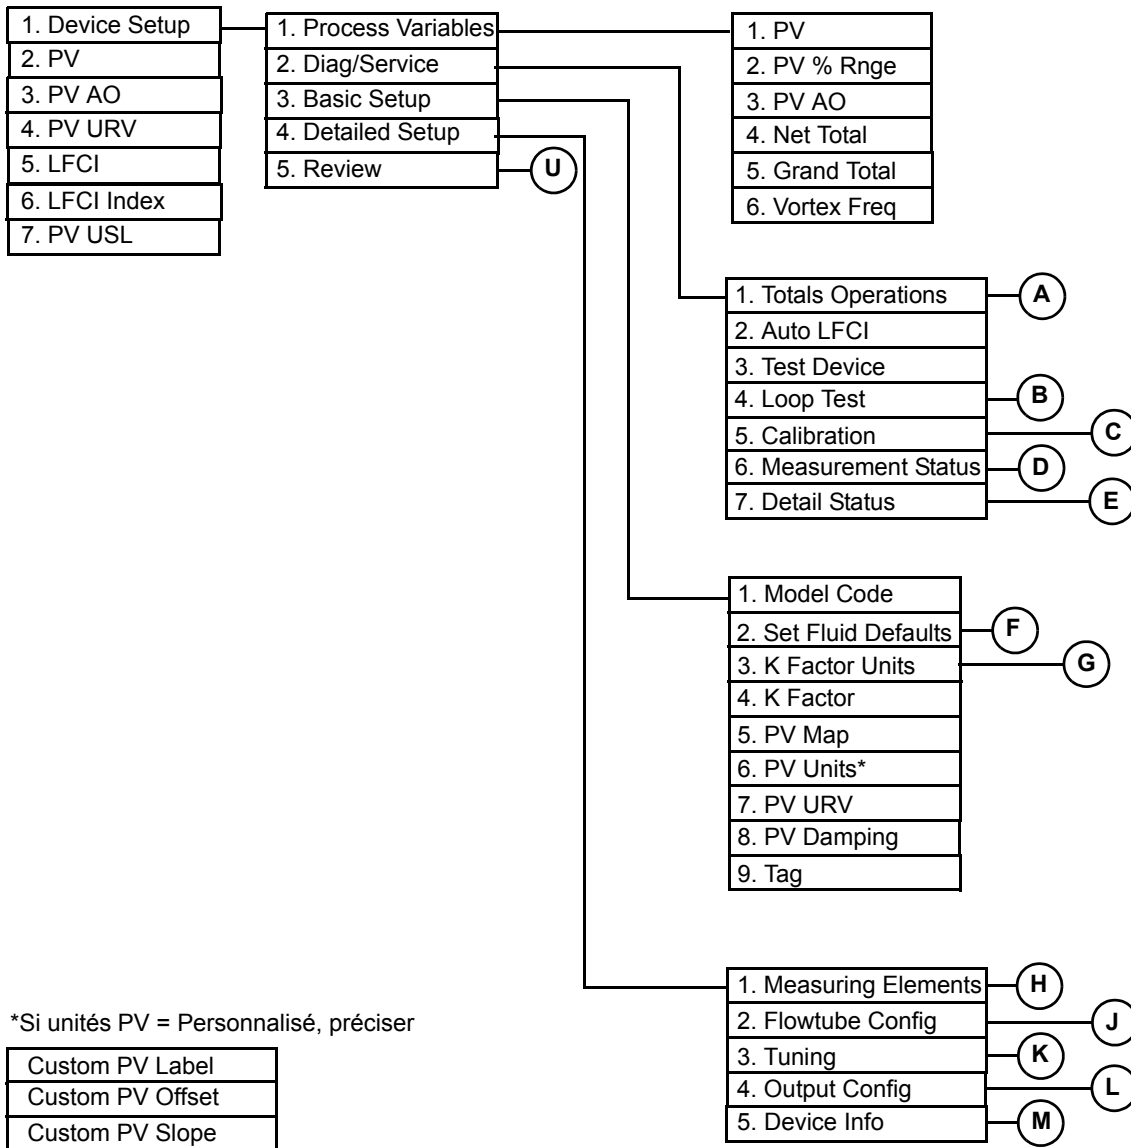 1. Device Setup
2. PV
3. PV AO
4. PV URV
5. LFCI
6. LFCI Index
7. PV USL
1. Process Variables
2. Diag/Service
3. Basic Setup
4. Detailed Setup
5. Review
U
1. PV
2. PV % Rnge
3. PV AO
4. Net Total
5. Grand Total
6. Vortex Freq
1. Totals Operations
A
2. Auto LFCI
3. Test Device
4. Loop Test
B
5. Calibration
C
6. Measurement Status
D
7. Detail Status
E
1. Model Code
2. Set Fluid Defaults
F
3. K Factor Units
G
4. K Factor
5. PV Map
6. PV Units*
7. PV URV
8. PV Damping
9. Tag
1. Measuring Elements
H
2. Flowtube Config
J
3. Tuning
K
4. Output Config
L
5. Device Info
M
*Si unités PV = Personnalisé, préciser
Custom PV Label
Custom PV Offset
Custom PV Slope